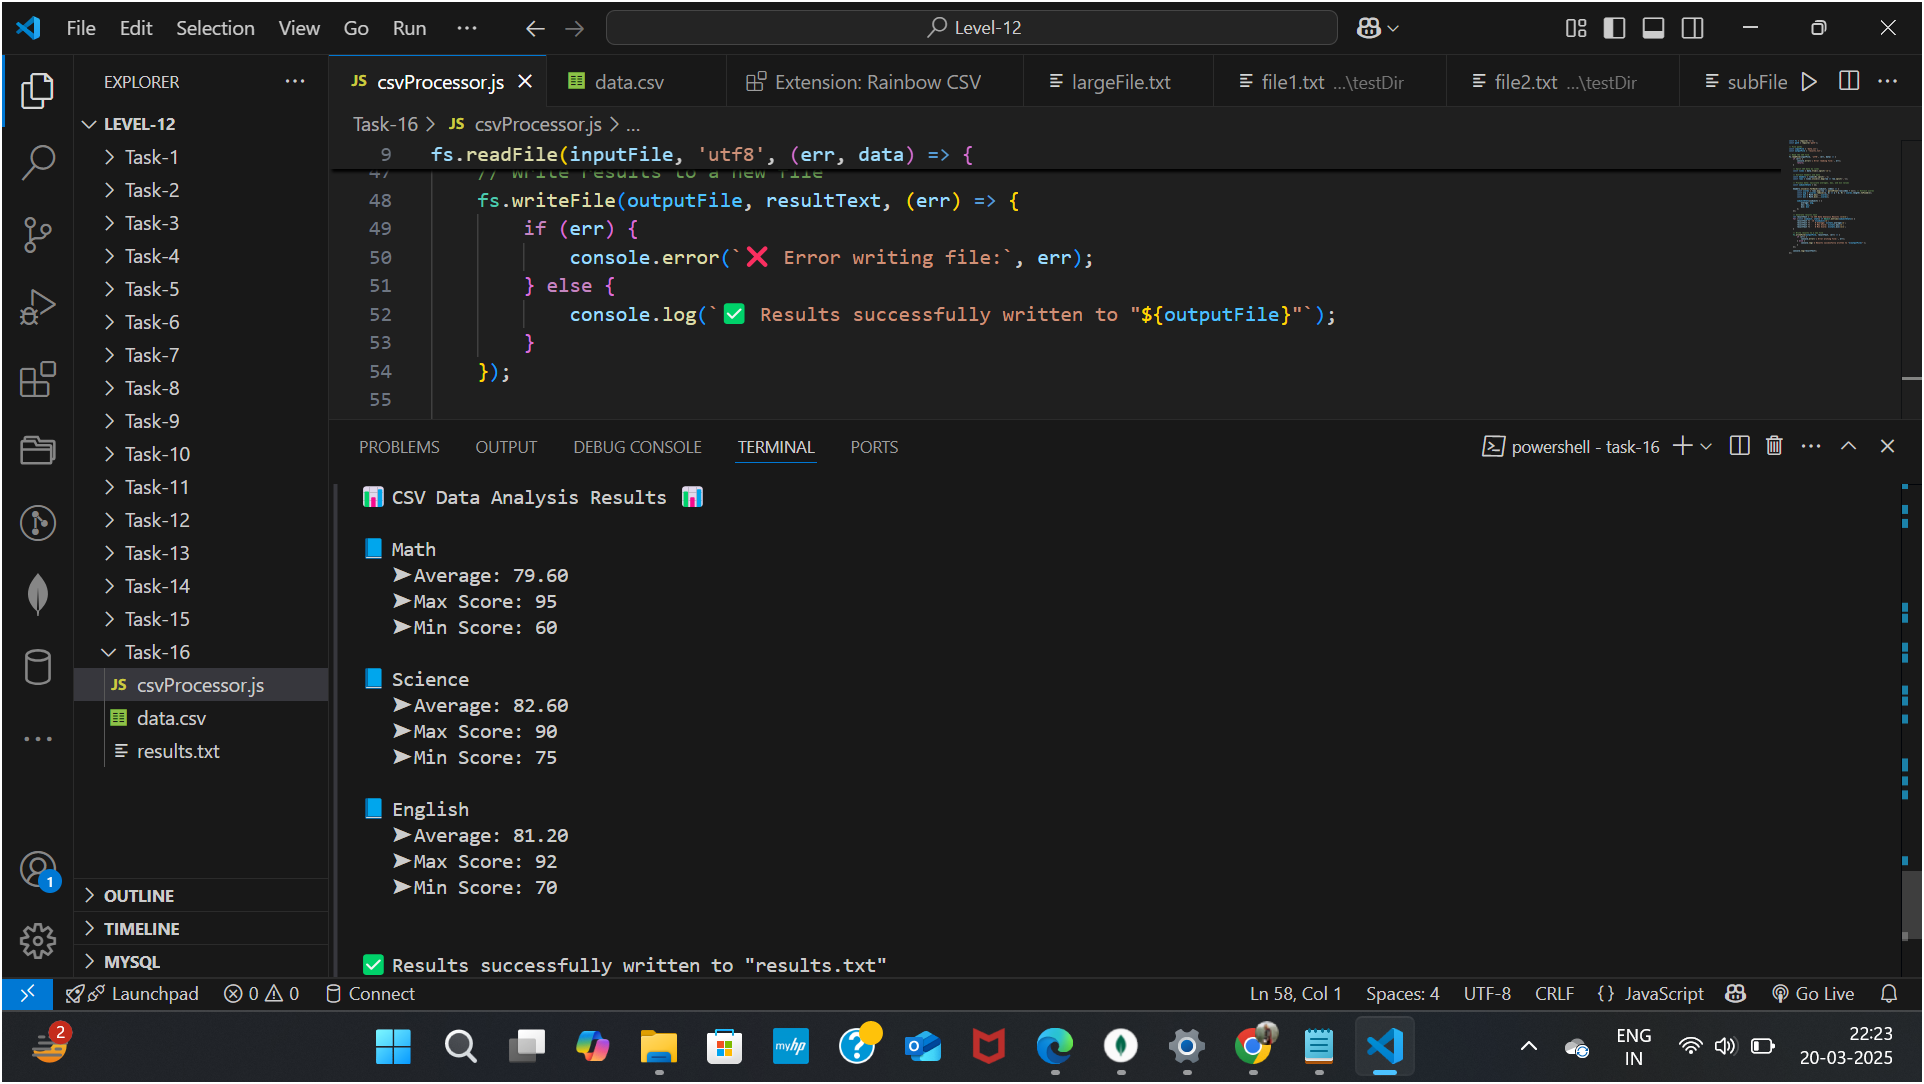 File Edit Selection View Go Run ···
Level-12
EXPLORER
LEVEL-12
Task-1
Task-2
Task-3
Task-4
Task-5
Task-6
Task-7
Task-8
Task-9
Task-10
Task-11
Task-12
Task-13
Task-14
Task-15
Task-16
JS csvProcessor.js
data.csv
results.txt
OUTLINE
TIMELINE
MYSQL
1
JS csvProcessor.js
data.csv
Extension: Rainbow CSV
largeFile.txt
file1.txt ...\testDir
file2.txt ...\testDir
subFile
Task-16 > JS csvProcessor.js > ...
9 fs.readFile(inputFile, 'utf8', (err, data) => {
47 // Write results to a new file
48 fs.writeFile(outputFile, resultText, (err) => {
49 if (err) {
50 console.error(`❌ Error writing file:`, err);
51 } else {
52 console.log(`✅ Results successfully written to "${outputFile}"`);
53 }
54 });
55
PROBLEMS OUTPUT DEBUG CONSOLE TERMINAL PORTS
powershell - task-16
📊 CSV Data Analysis Results 📊
📘 Math
➤Average: 79.60
➤Max Score: 95
➤Min Score: 60
📘 Science
➤Average: 82.60
➤Max Score: 90
➤Min Score: 75
📘 English
➤Average: 81.20
➤Max Score: 92
➤Min Score: 70
✅ Results successfully written to "results.txt"
Launchpad 0 0 Connect
Ln 58, Col 1 Spaces: 4 UTF-8 CRLF {} JavaScript Go Live
2
myhp
ENG
IN
22:23
20-03-2025